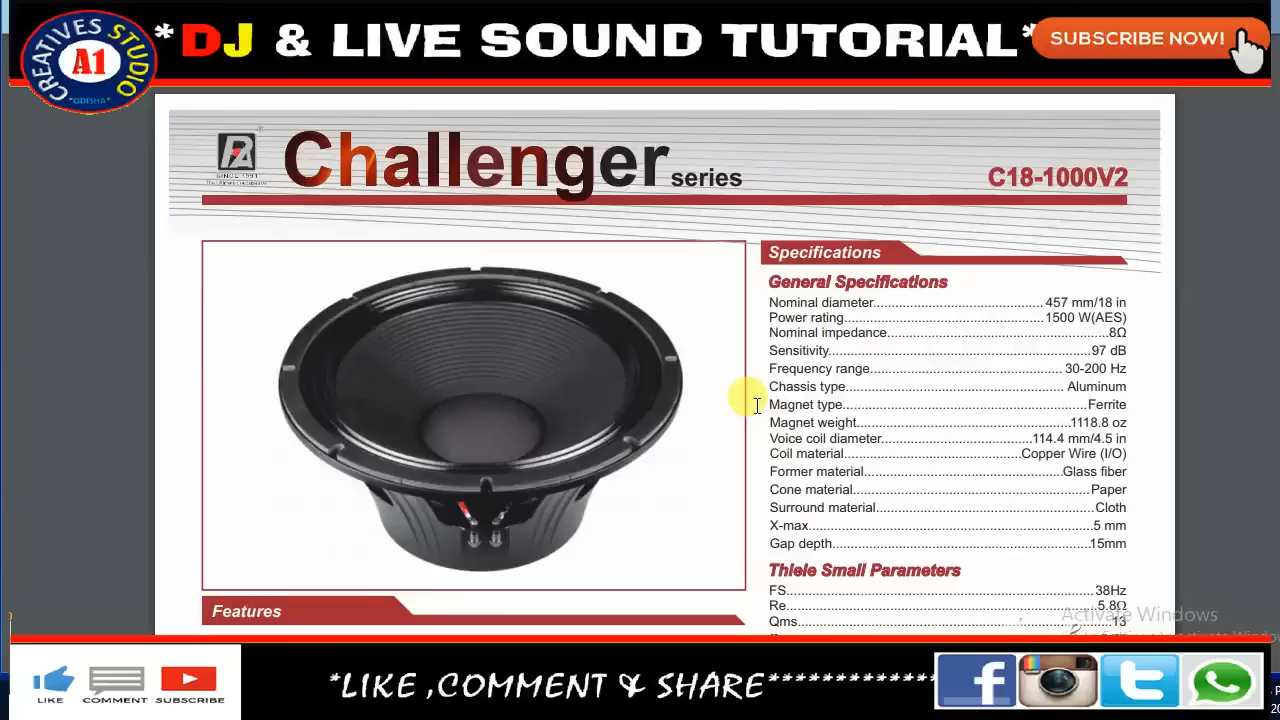 CREATIVES STUDIO
A1
"ODISHA"
* DJ & LIVE SOUND TUTORIAL*
SUBSCRIBE NOW!
SINCE 1991
Challenger series
C18-1000V2
Specifications
General Specifications
Nominal diameter 457 mm/18 in
Power rating 1500 W(AES)
Nominal impedance 8Ω
Sensitivity 97 dB
Frequency range 30-200 Hz
Chassis type Aluminum
Magnet type Ferrite
Magnet weight 1118.8 oz
Voice coil diameter 114.4 mm/4.5 in
Coil material Copper Wire (I/O)
Former material Glass fiber
Cone material Paper
Surround material Cloth
X-max 5 mm
Gap depth 15mm
Thiele Small Parameters
FS 38Hz
Re 5.8Ω
Qms 13
Features
Activate Windows
LIKE COMMENT SUBSCRIBE
*LIKE ,COMMENT & SHARE*************